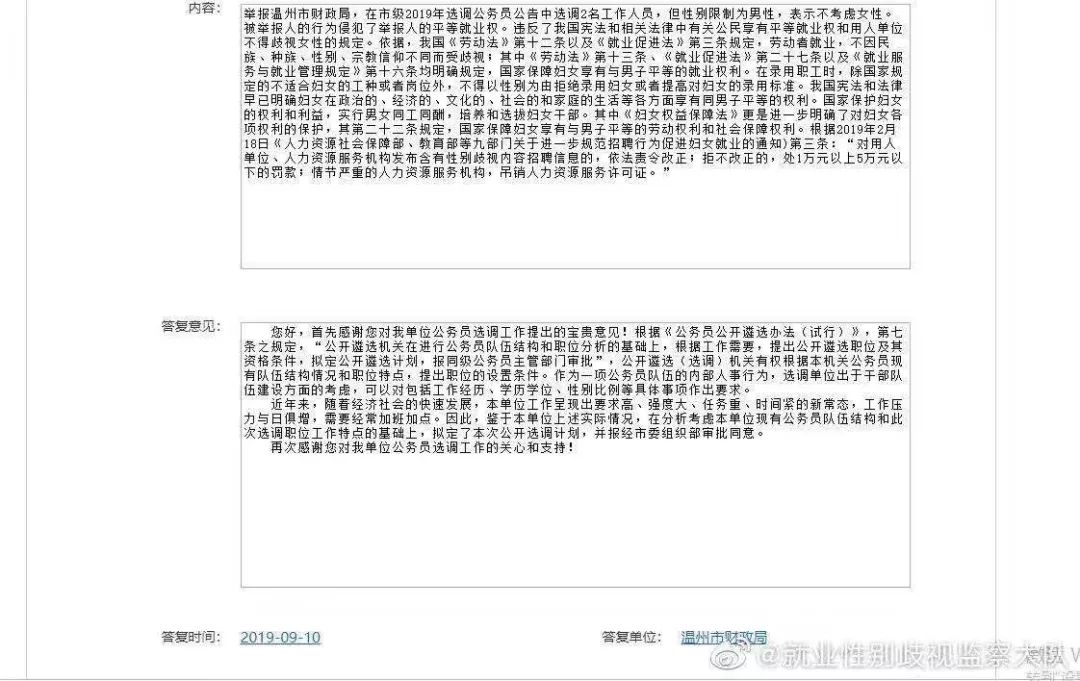 内容：
举报温州市财政局，在市级2019年选调公务员公告中选调2名工作人员，但性别限制为男性，表示不考虑女性。
被举报人的行为侵犯了举报人的平等就业权。违反了我国宪法和相关法律中有关公民享有平等就业权和用人单位
不得歧视女性的规定。依据，我国《劳动法》第十二条以及《就业促进法》第三条规定，劳动者就业，不因民
族、种族、性别、宗教信仰不同而受歧视；其中《劳动法》第十三条、《就业促进法》第二十七条以及《就业服
务与就业管理规定》第十六条均明确规定，国家保障妇女享有与男子平等的就业权利。在录用职工时，除国家规
定的不适合妇女的工种或者岗位外，不得以性别为由拒绝录用妇女或者提高对妇女的录用标准。我国宪法和法律
早已明确妇女在政治的、经济的、文化的、社会的和家庭的生活等各方面享有同男子平等的权利。国家保护妇女
的权利和利益，实行男女同工同酬，培养和选拔妇女干部。其中《妇女权益保障法》更是进一步明确了对妇女各
项权利的保护，其第二十二条规定，国家保障妇女享有与男子平等的劳动权利和社会保障权利。根据2019年2月
18日《人力资源社会保障部、教育部等九部门关于进一步规范招聘行为促进妇女就业的通知)第三条：“对用人
单位、人力资源服务机构发布含有性别歧视内容招聘信息的，依法责令改正；拒不改正的，处1万元以上5万元以
下的罚款；情节严重的人力资源服务机构，吊销人力资源服务许可证。”
答复意见：
您好，首先感谢您对我单位公务员选调工作提出的宝贵意见！根据《公务员公开遴选办法（试行）》，第七
条之规定，“公开遴选机关在进行公务员队伍结构和职位分析的基础上，根据工作需要，提出公开遴选职位及其
资格条件，拟定公开遴选计划，报同级公务员主管部门审批”，公开遴选（选调）机关有权根据本机关公务员现
有队伍结构情况和职位特点，提出职位的设置条件。作为一项公务员队伍的内部人事行为，选调单位出于干部队
伍建设方面的考虑，可以对包括工作经历、学历学位、性别比例等具体事项作出要求。
近年来，随着经济社会的快速发展，本单位工作呈现出要求高、强度大、任务重、时间紧的新常态，工作压
力与日俱增，需要经常加班加点。因此，鉴于本单位上述实际情况，在分析考虑本单位现有公务员队伍结构和此
次选调职位工作特点的基础上，拟定了本次公开选调计划，并报经市委组织部审批同意。
再次感谢您对我单位公务员选调工作的关心和支持！
答复时间： 2019-09-10 答复单位： 温州市财政局
@就业性别歧视监察大队